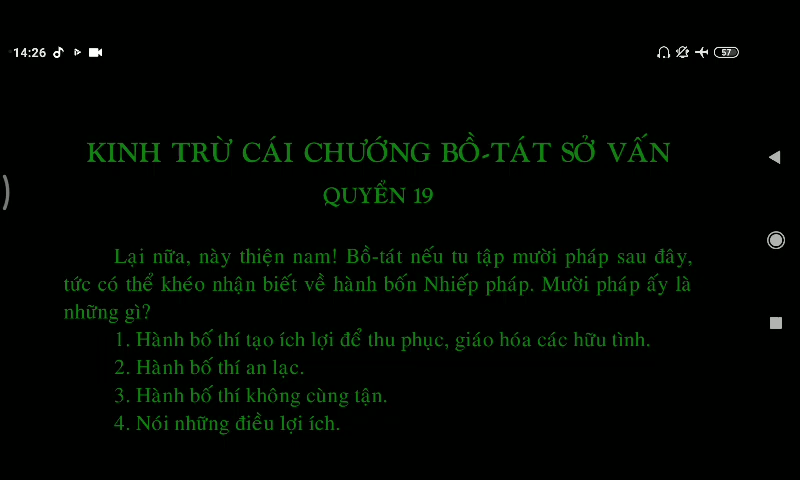 14:26
57
KINH TRỪ CÁI CHƯỚNG BỒ-TÁT SỞ VẤN
QUYỂN 19
Lại nữa, này thiện nam! Bồ-tát nếu tu tập mười pháp sau đây,
tức có thể khéo nhận biết về hành bốn Nhiếp pháp. Mười pháp ấy là
những gì?
1. Hành bố thí tạo ích lợi để thu phục, giáo hóa các hữu tình.
2. Hành bố thí an lạc.
3. Hành bố thí không cùng tận.
4. Nói những điều lợi ích.